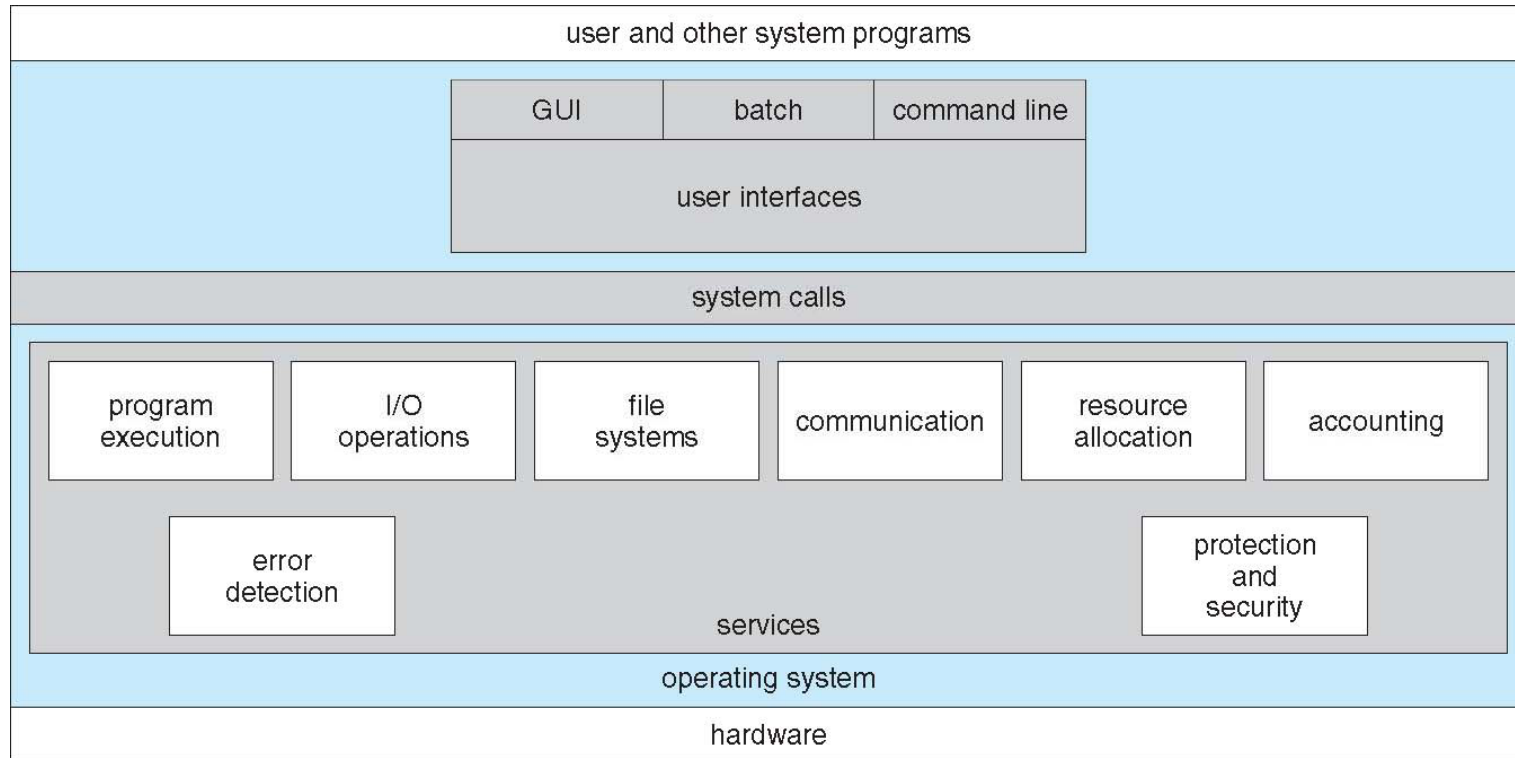 user and other system programs
GUI
batch
command line
user interfaces
system calls
program
execution
I/O
operations
file
systems
communication
resource
allocation
accounting
error
detection
protection
and
security
services
operating system
hardware